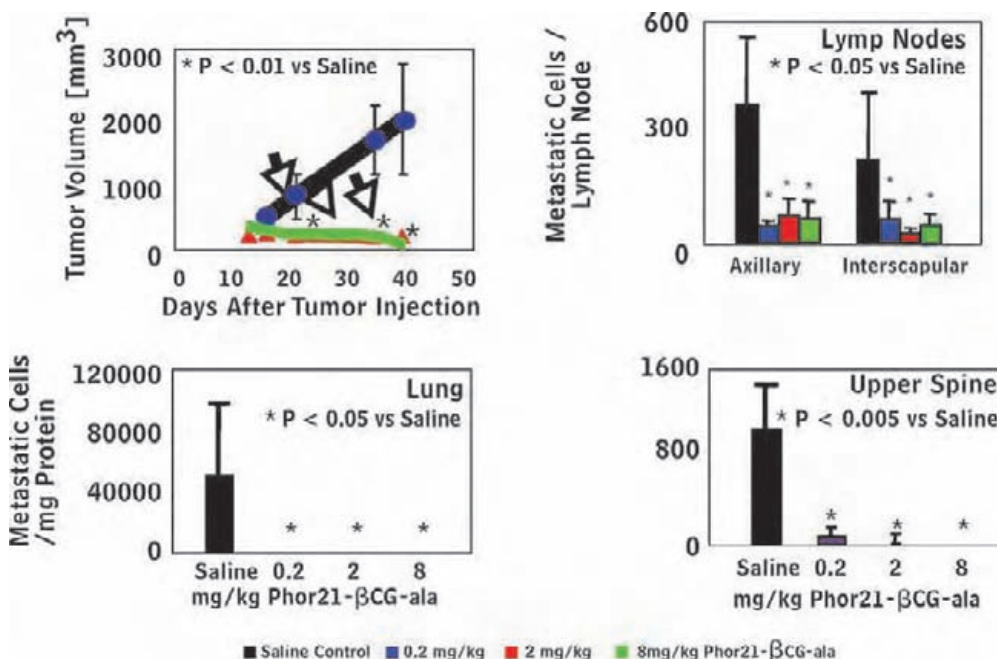 3000
2000
1000
0
Tumor Volume [mm³]
* P < 0.01 vs Saline
*
*
*
0 10 20 30 40 50
Days After Tumor Injection
600
300
0
Metastatic Cells /
Lymph Node
Lymp Nodes
* P < 0.05 vs Saline
* * *
* * *
Axillary Interscapular
120000
80000
40000
0
Metastatic Cells
/mg Protein
Lung
* P < 0.05 vs Saline
* * *
Saline 0.2 2 8
mg/kg Phor21-βCG-ala
1600
800
0
Upper Spine
* P < 0.005 vs Saline
* * *
Saline 0.2 2 8
mg/kg Phor21-βCG-ala
Saline Control 0.2 mg/kg 2 mg/kg 8mg/kg Phor21-βCG-ala